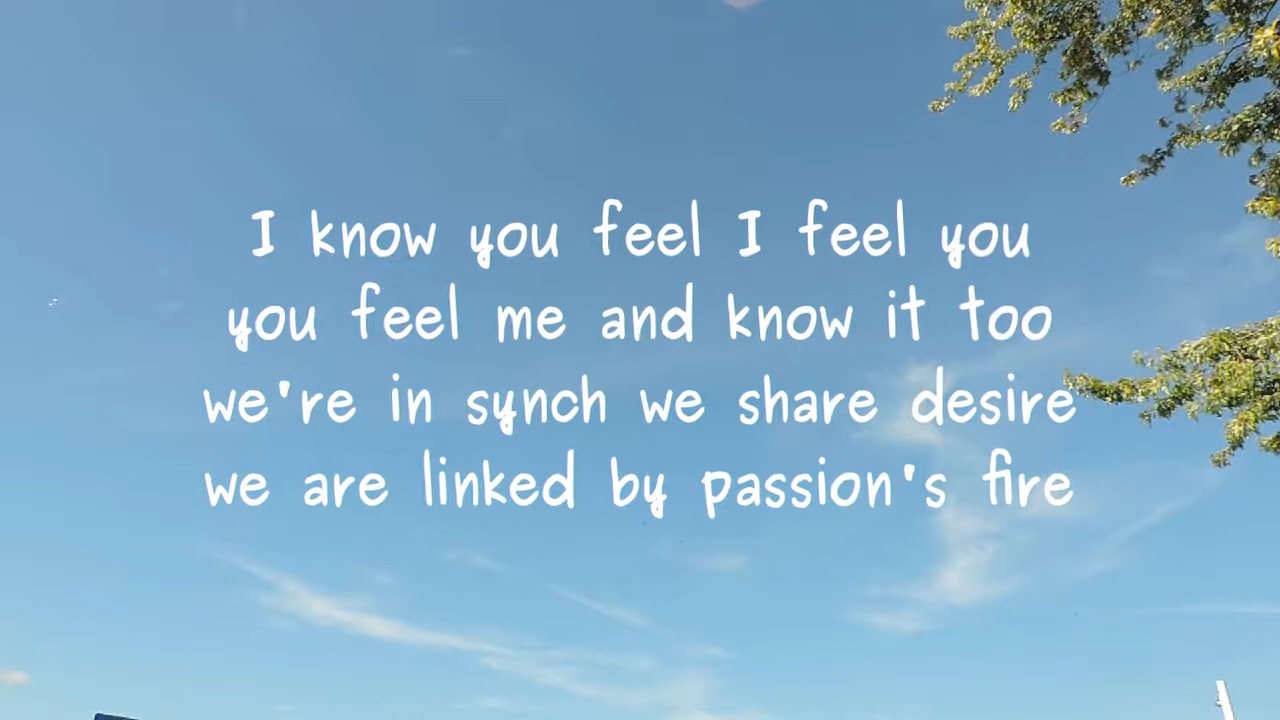 I know you feel I feel you
you feel me and know it too
we're in synch we share desire
we are linked by passion's fire